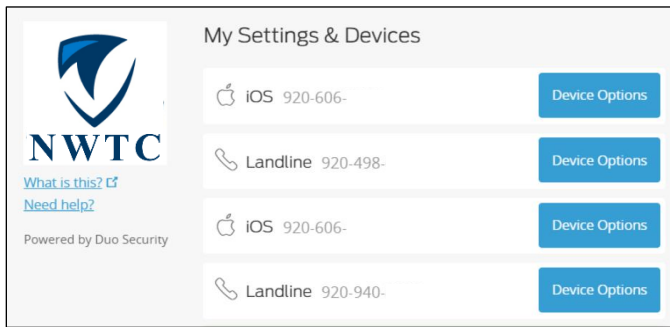 My Settings & Devices
iOS 920-606-
Device Options
Landline 920-498-
Device Options
iOS 920-606-
Device Options
Landline 920-940-
Device Options
NWTC
What is this?
Need help?
Powered by Duo Security